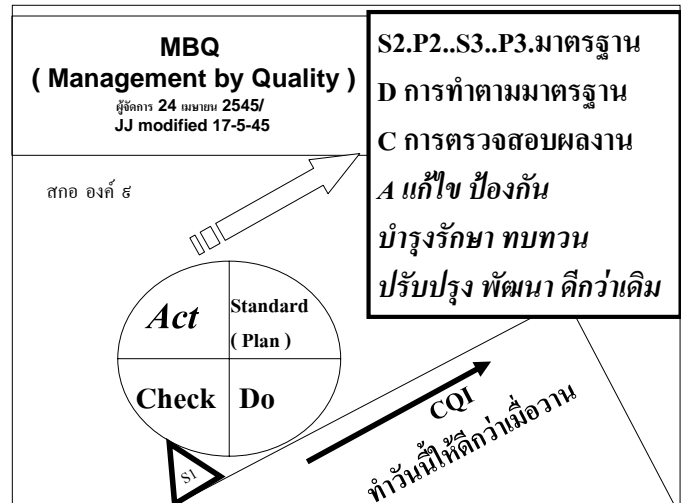 MBQ
( Management by Quality )
ผู้จัดการ 24 เมษายน 2545/
JJ modified 17-5-45
S2.P2..S3..P3.มาตรฐาน
D การทำตามมาตรฐาน
C การตรวจสอบผลงาน
A แก้ไข ป้องกัน
บำรุงรักษา ทบทวน
ปรับปรุง พัฒนา ดีกว่าเดิม
สกอ องค์ ๙
Act
Standard
( Plan )
Check
Do
S1
CQI
ทำวันนี้ให้ดีกว่าเมื่อวาน